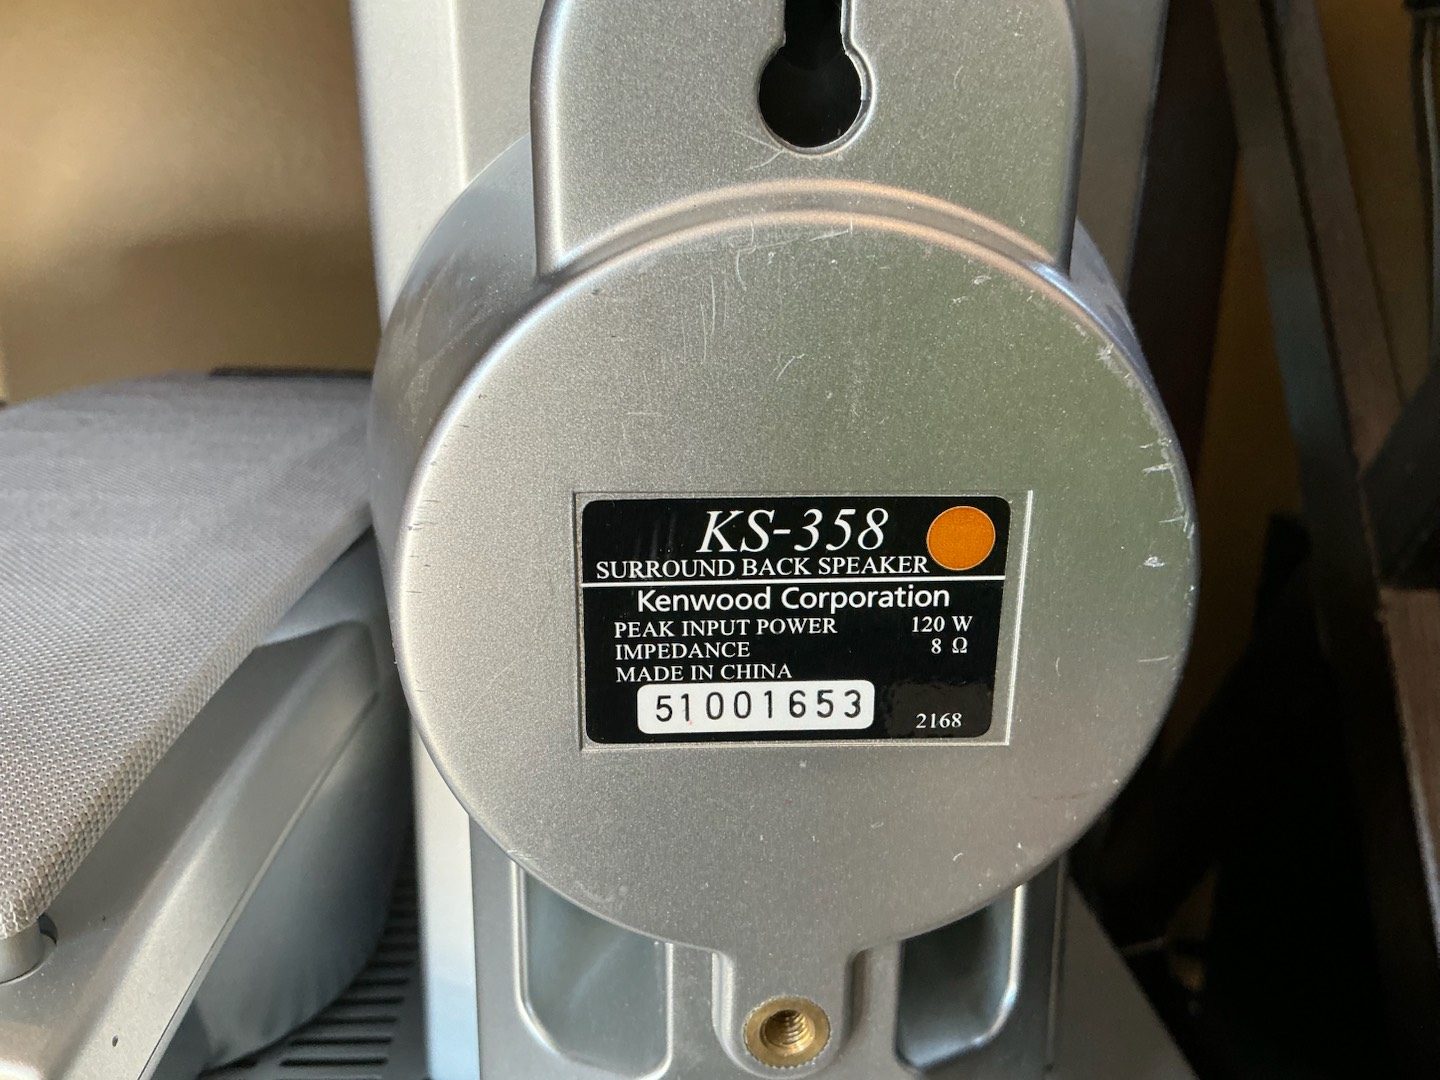 KS-358
SURROUND BACK SPEAKER
Kenwood Corporation
PEAK INPUT POWER 120 W
IMPEDANCE 8 Ω
MADE IN CHINA
51001653
2168